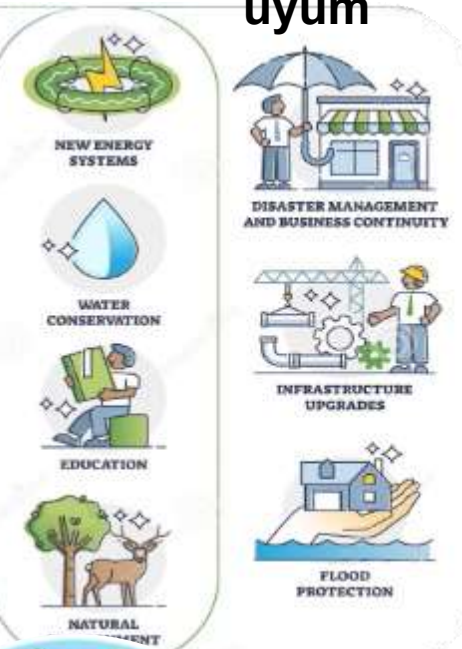 uyum
NEW ENERGY
SYSTEMS
WATER
CONSERVATION
EDUCATION
NATURAL
DISASTER MANAGEMENT
AND BUSINESS CONTINUITY
INFRASTRUCTURE
UPGRADES
FLOOD
PROTECTION